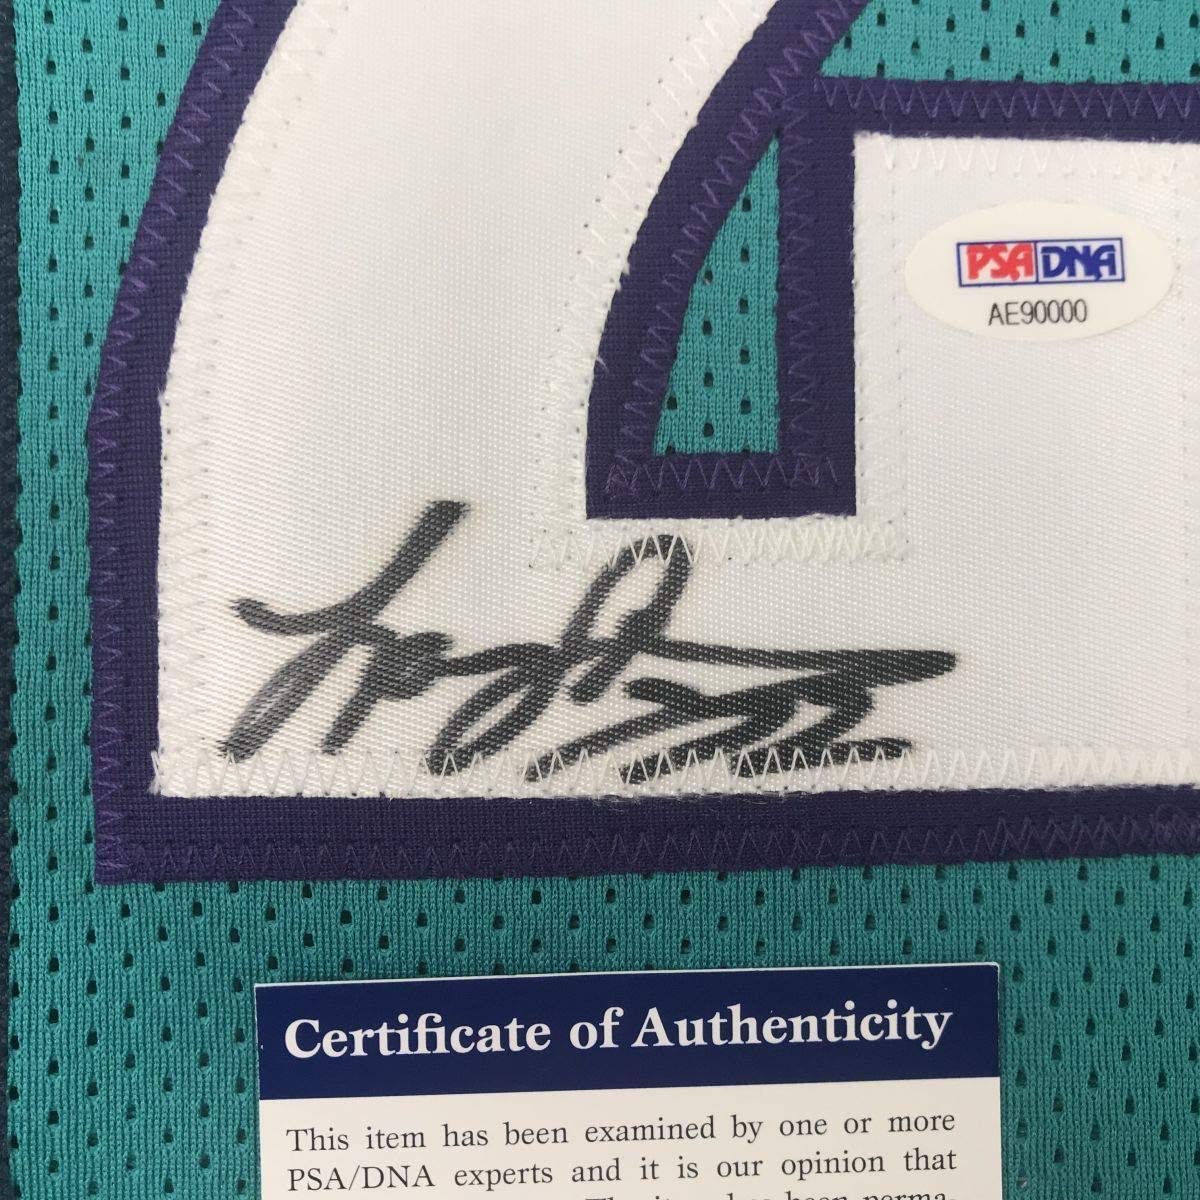 PSA DNA
AE90000
Certificate of Authenticity
This item has been examined by one or more
PSA/DNA experts and it is our opinion that